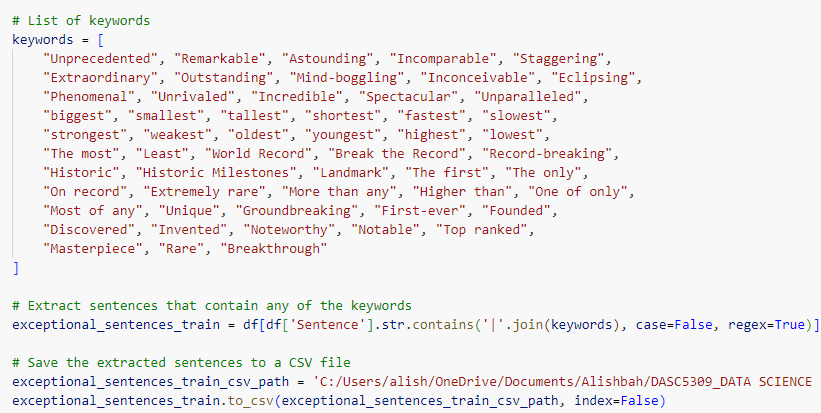 # List of keywords
keywords = [
    "Unprecedented", "Remarkable", "Astounding", "Incomparable", "Staggering",
    "Extraordinary", "Outstanding", "Mind-boggling", "Inconceivable", "Eclipsing",
    "Phenomenal", "Unrivaled", "Incredible", "Spectacular", "Unparalleled",
    "biggest", "smallest", "tallest", "shortest", "fastest", "slowest",
    "strongest", "weakest", "oldest", "youngest", "highest", "lowest",
    "The most", "Least", "World Record", "Break the Record", "Record-breaking",
    "Historic", "Historic Milestones", "Landmark", "The first", "The only",
    "On record", "Extremely rare", "More than any", "Higher than", "One of only",
    "Most of any", "Unique", "Groundbreaking", "First-ever", "Founded",
    "Discovered", "Invented", "Noteworthy", "Notable", "Top ranked",
    "Masterpiece", "Rare", "Breakthrough"
]
# Extract sentences that contain any of the keywords
exceptional_sentences_train = df[df['Sentence'].str.contains('|'.join(keywords), case=False, regex=True)]
# Save the extracted sentences to a CSV file
exceptional_sentences_train_csv_path = 'C:/Users/alish/OneDrive/Documents/Alishbah/DASC5309_DATA SCIENCE
exceptional_sentences_train.to_csv(exceptional_sentences_train_csv_path, index=False)